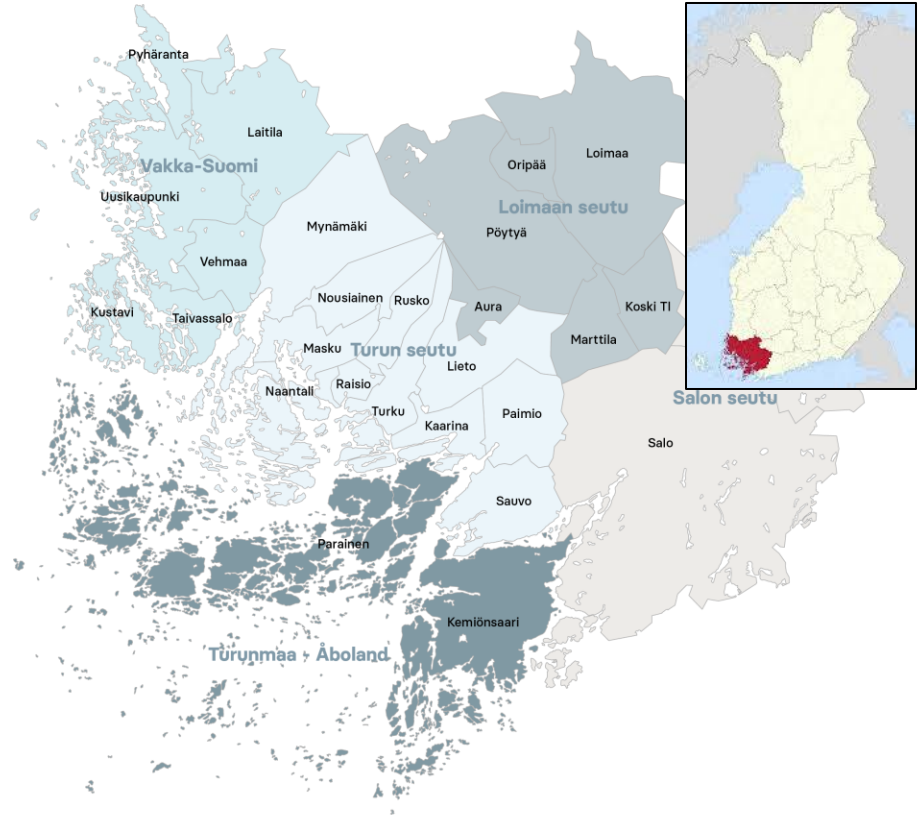 Pyhäranta
Laitila
Loimaa
Oripää
Vakka-Suomi
Uusikaupunki
Loimaan seutu
Mynämäki
Pöytyä
Vehmaa
Nousiainen
Rusko
Aura
Koski Tl
Kustavi
Taivassalo
Marttila
Masku
Turun seutu
Lieto
Naantali
Raisio
Salon seutu
Turku
Paimio
Kaarina
Salo
Sauvo
Parainen
Kemiönsaari
Turunmaa - Åboland